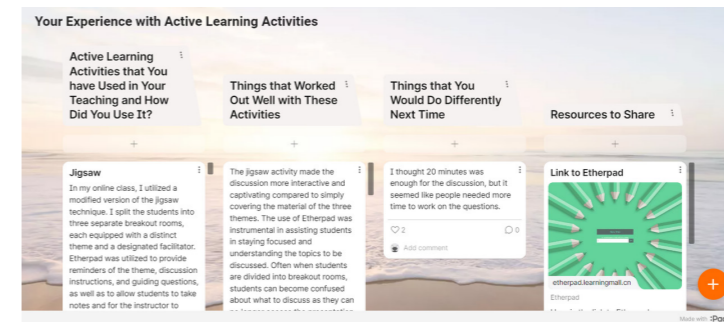 Your Experience with Active Learning Activities
Active Learning
Activities that You
have Used in Your
Teaching and How
Did You Use It?
Jigsaw
In my online class, I utilized a
modified version of the jigsaw
technique. I split the students into
three separate breakout rooms,
each equipped with a distinct
theme and a designated facilitator.
Etherpad was utilized to provide
reminders of the theme, discussion
instructions, and guiding questions,
as well as to allow students to take
notes and for the instructor to
Things that Worked
Out Well with These
Activities
The jigsaw activity made the
discussion more interactive and
captivating compared to simply
covering the material of the three
themes. The use of Etherpad was
instrumental in assisting students
in staying focused and
understanding the topics to be
discussed. Often when students
are divided into breakout rooms,
students can become confused
about what to discuss as they can
Things that You
Would Do Differently
Next Time
I thought 20 minutes was
enough for the discussion, but it
seemed like people needed more
time to work on the questions.
2
0
Add comment
Resources to Share
Link to Etherpad
etherpad.learningmall.cn
Etherpad
Made with